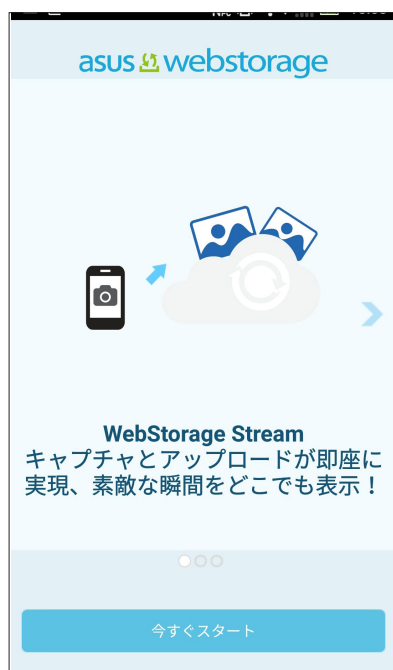 asus webstorage
WebStorage Stream
キャプチャとアップロードが即座に
実現、素敵な瞬間をどこでも表示！
今すぐスタート